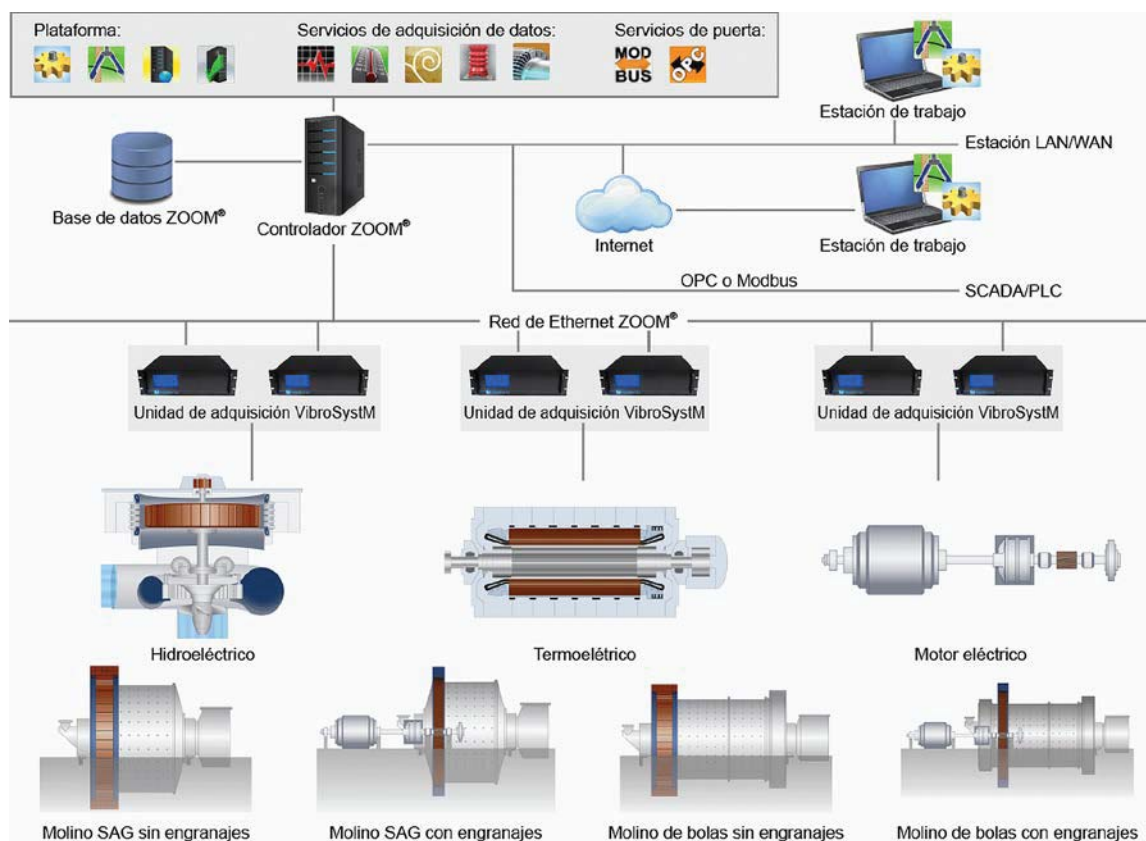 Plataforma:
Servicios de adquisición de datos:
Servicios de puerta:
MOD
BUS
OPC
Estación de trabajo
Estación LAN/WAN
Base de datos ZOOM®
Controlador ZOOM®
Internet
Estación de trabajo
OPC o Modbus
SCADA/PLC
Red de Ethernet ZOOM®
Unidad de adquisición VibroSystM
Unidad de adquisición VibroSystM
Unidad de adquisición VibroSystM
Hidroeléctrico
Termoelétrico
Motor eléctrico
Molino SAG sin engranajes
Molino SAG con engranajes
Molino de bolas sin engranajes
Molino de bolas con engranajes